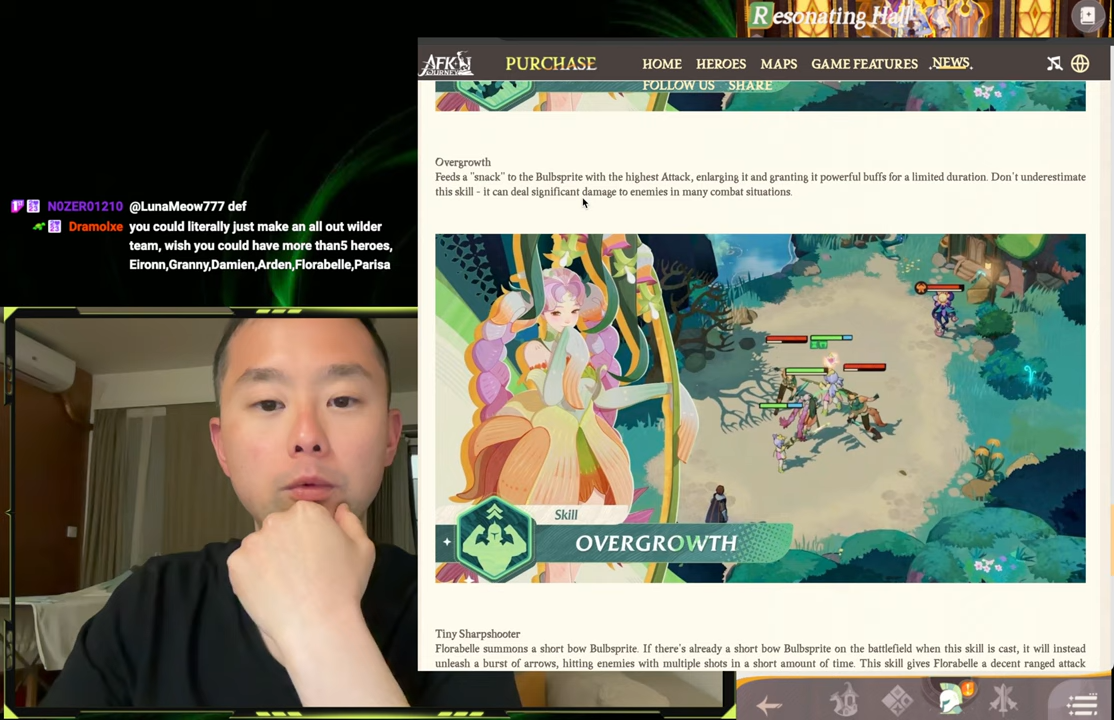 Resonating Hall
AFK JOURNEY
PURCHASE
HOME HEROES MAPS GAME FEATURES NEWS
FOLLOW US SHARE
Overgrowth
Feeds a "snack" to the Bulbsprite with the highest Attack, enlarging it and granting it powerful buffs for a limited duration. Don't underestimate
this skill - it can deal significant damage to enemies in many combat situations.
N0ZER01210 @LunaMeow777 def
Dramolxe you could literally just make an all out wilder
team, wish you could have more than5 heroes,
Eironn,Granny,Damien,Arden,Florabelle,Parisa
Skill
OVERGROWTH
Tiny Sharpshooter
Florabelle summons a short bow Bulbsprite. If there's already a short bow Bulbsprite on the battlefield when this skill is cast, it will instead
unleash a burst of arrows, hitting enemies with multiple shots in a short amount of time. This skill gives Florabelle a decent ranged attack